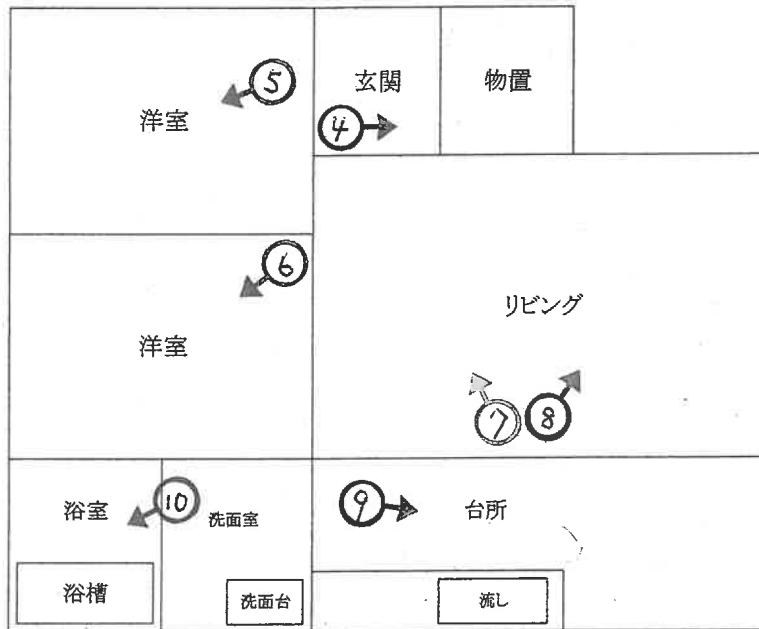 ⑤
玄関
物置
洋室
④
⑥
リビング
洋室
⑦
⑧
浴室
⑩
洗面室
⑨
台所
浴槽
洗面台
流し